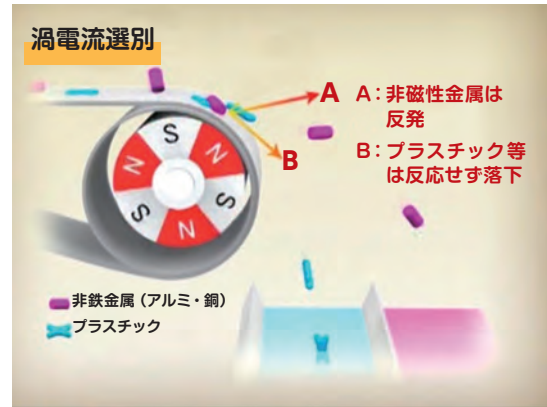 渦電流選別
A
A：非磁性金属は
反発
B
B：プラスチック等
は反応せず落下
S
N
S
N
S
N
非鉄金属（アルミ・銅）
プラスチック